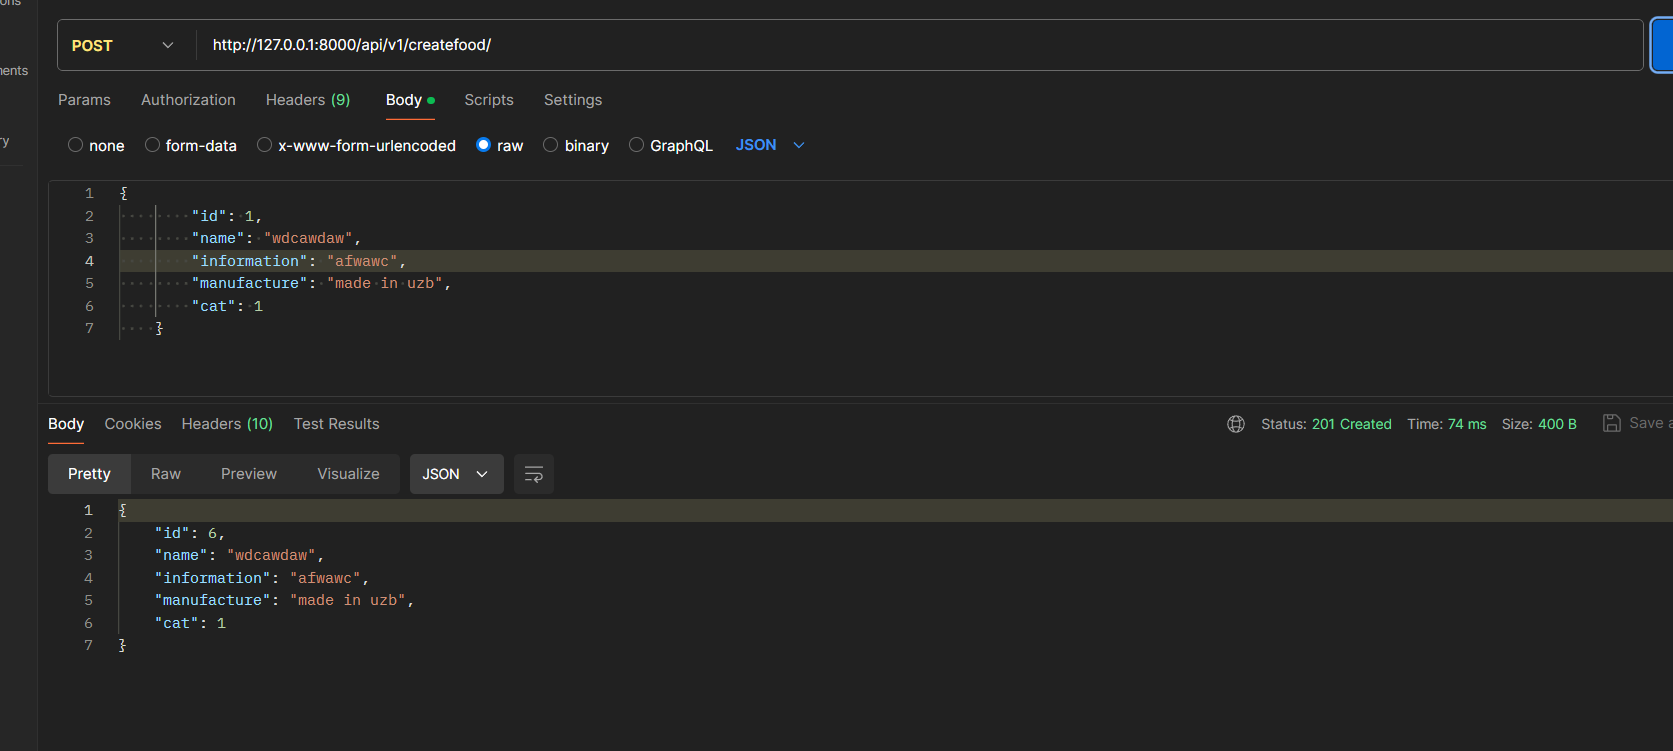 ons
POST http://127.0.0.1:8000/api/v1/createfood/
nents
Params Authorization Headers (9) Body Scripts Settings
ry
none form-data x-www-form-urlencoded raw binary GraphQL JSON
1 {
2 "id": 1,
3 "name": "wdcawdaw",
4 "information": "afwawc",
5 "manufacture": "made in uzb",
6 "cat": 1
7 }
Body Cookies Headers (10) Test Results Status: 201 Created Time: 74 ms Size: 400 B Save a
Pretty Raw Preview Visualize JSON
1 {
2 "id": 6,
3 "name": "wdcawdaw",
4 "information": "afwawc",
5 "manufacture": "made in uzb",
6 "cat": 1
7 }